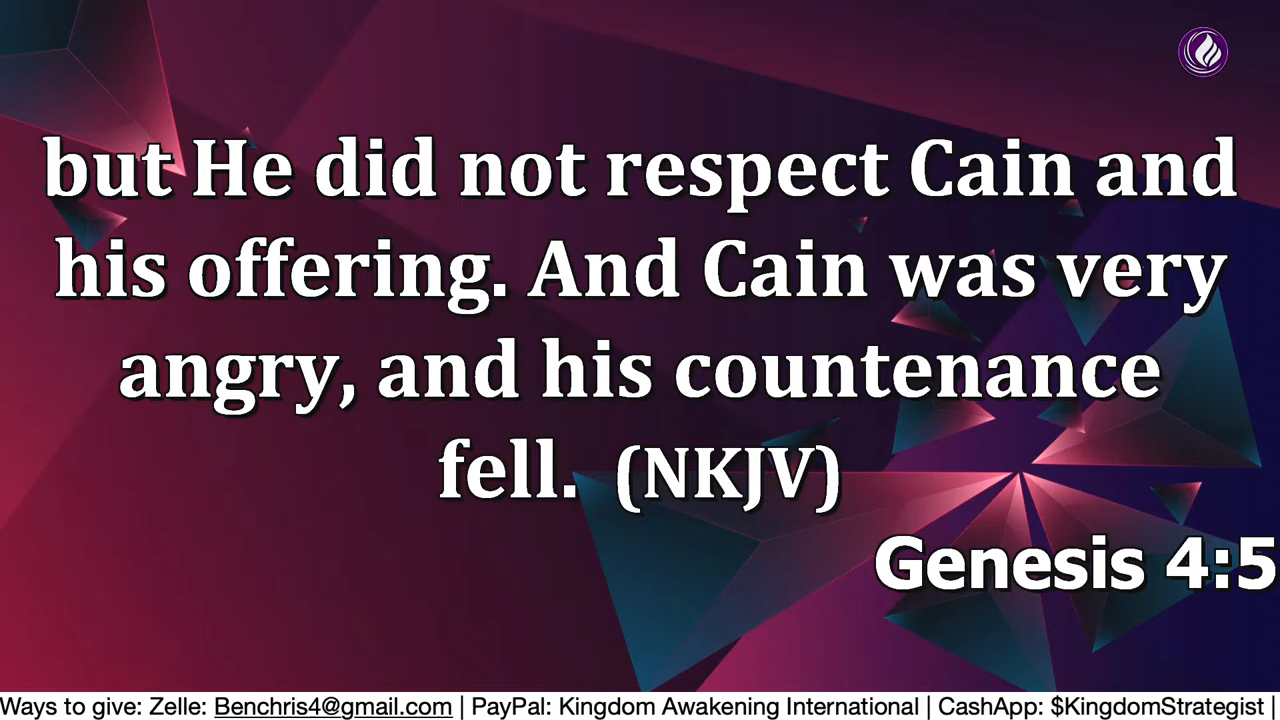 but He did not respect Cain and
his offering. And Cain was very
angry, and his countenance
fell. (NKJV)
Genesis 4:5
Ways to give: Zelle: Benchris4@gmail.com | PayPal: Kingdom Awakening International | CashApp: $KingdomStrategist |